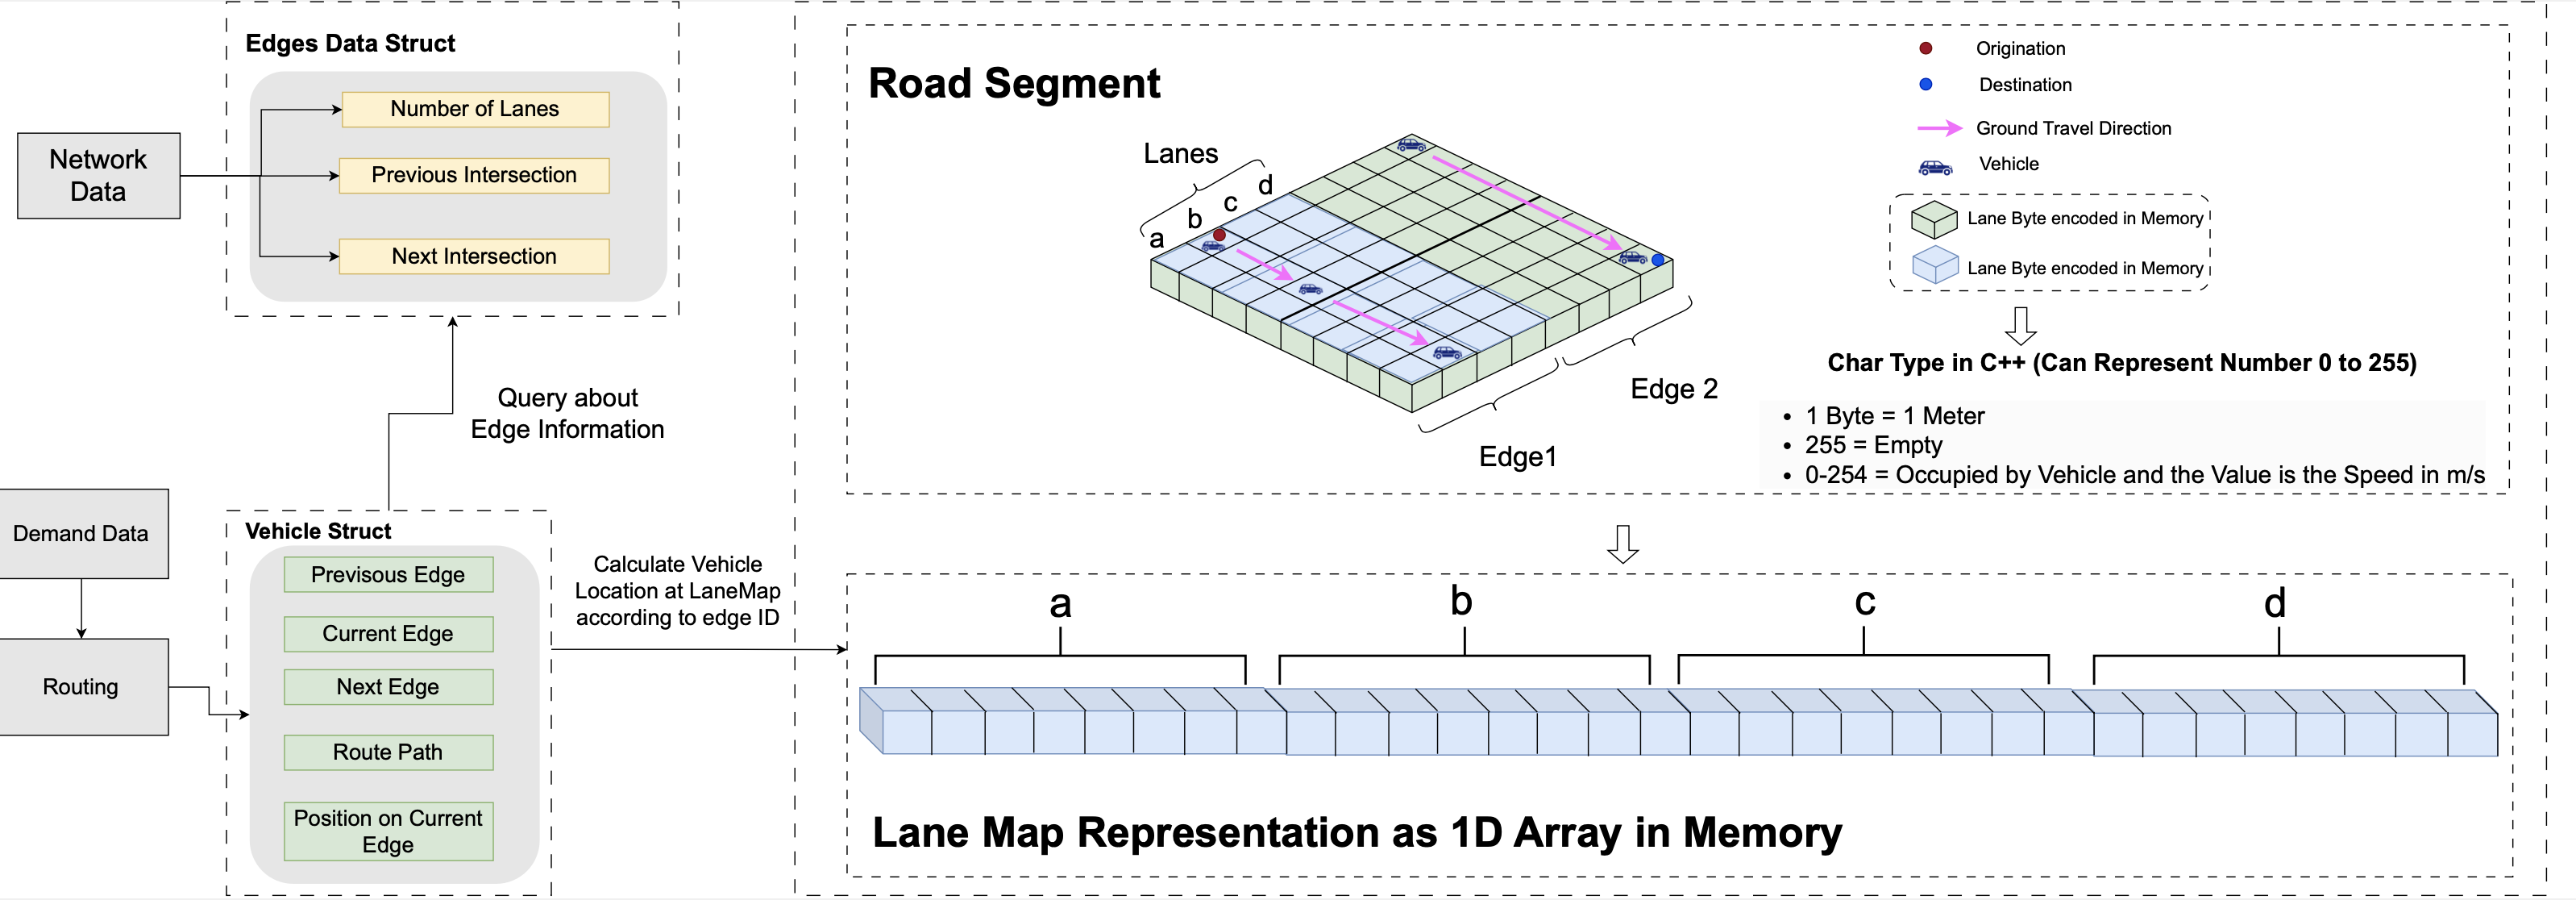 Edges Data Struct
Number of Lanes
Previous Intersection
Next Intersection
Network
Data
Query about
Edge Information
Demand Data
Routing
Vehicle Struct
Previsous Edge
Current Edge
Next Edge
Route Path
Position on Current
Edge
Calculate Vehicle
Location at LaneMap
according to edge ID
Road Segment
Lanes
a
b
c
d
Edge1
Edge 2
Origination
Destination
Ground Travel Direction
Vehicle
Lane Byte encoded in Memory
Lane Byte encoded in Memory
Char Type in C++ (Can Represent Number 0 to 255)
• 1 Byte = 1 Meter
• 255 = Empty
• 0-254 = Occupied by Vehicle and the Value is the Speed in m/s
a
b
c
d
Lane Map Representation as 1D Array in Memory